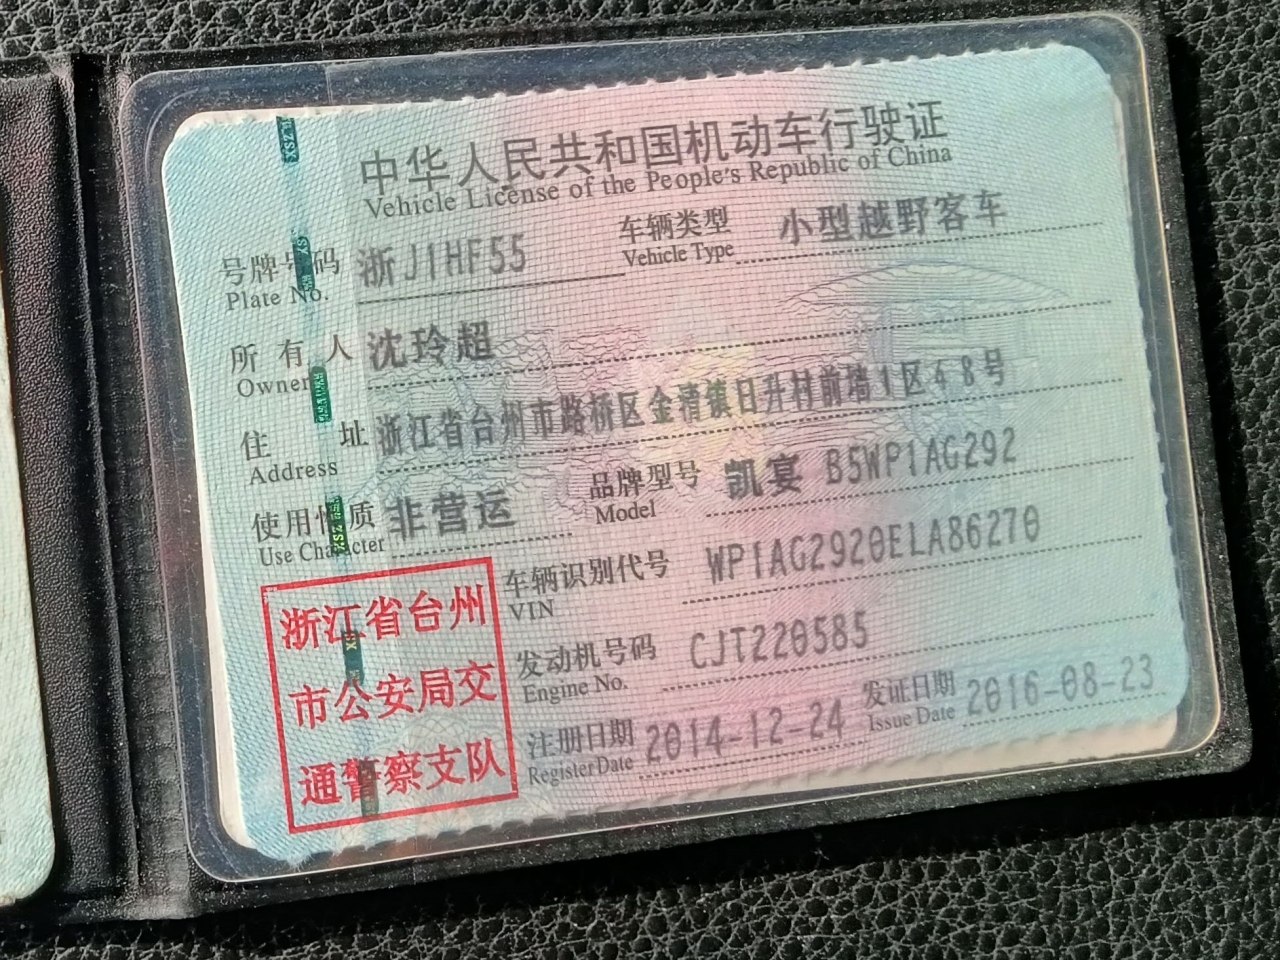 中华人民共和国机动车行驶证
Vehicle License of the People's Republic of China
号牌号码 浙J1HF55 车辆类型 小型越野客车
Plate No. Vehicle Type
所有人 沈玲超
Owner
住址 浙江省台州市路桥区金清镇日升村前墙1区48号
Address
使用性质 非营运 品牌型号 凯宴 B5WP1AG292
Use Character Model
车辆识别代号 WP1AG2920ELA86270
VIN
浙江省台州
市公安局交
通警察支队
发动机号码 CJT220585
Engine No.
注册日期 2014-12-24 发证日期 2016-08-23
Register Date Issue Date